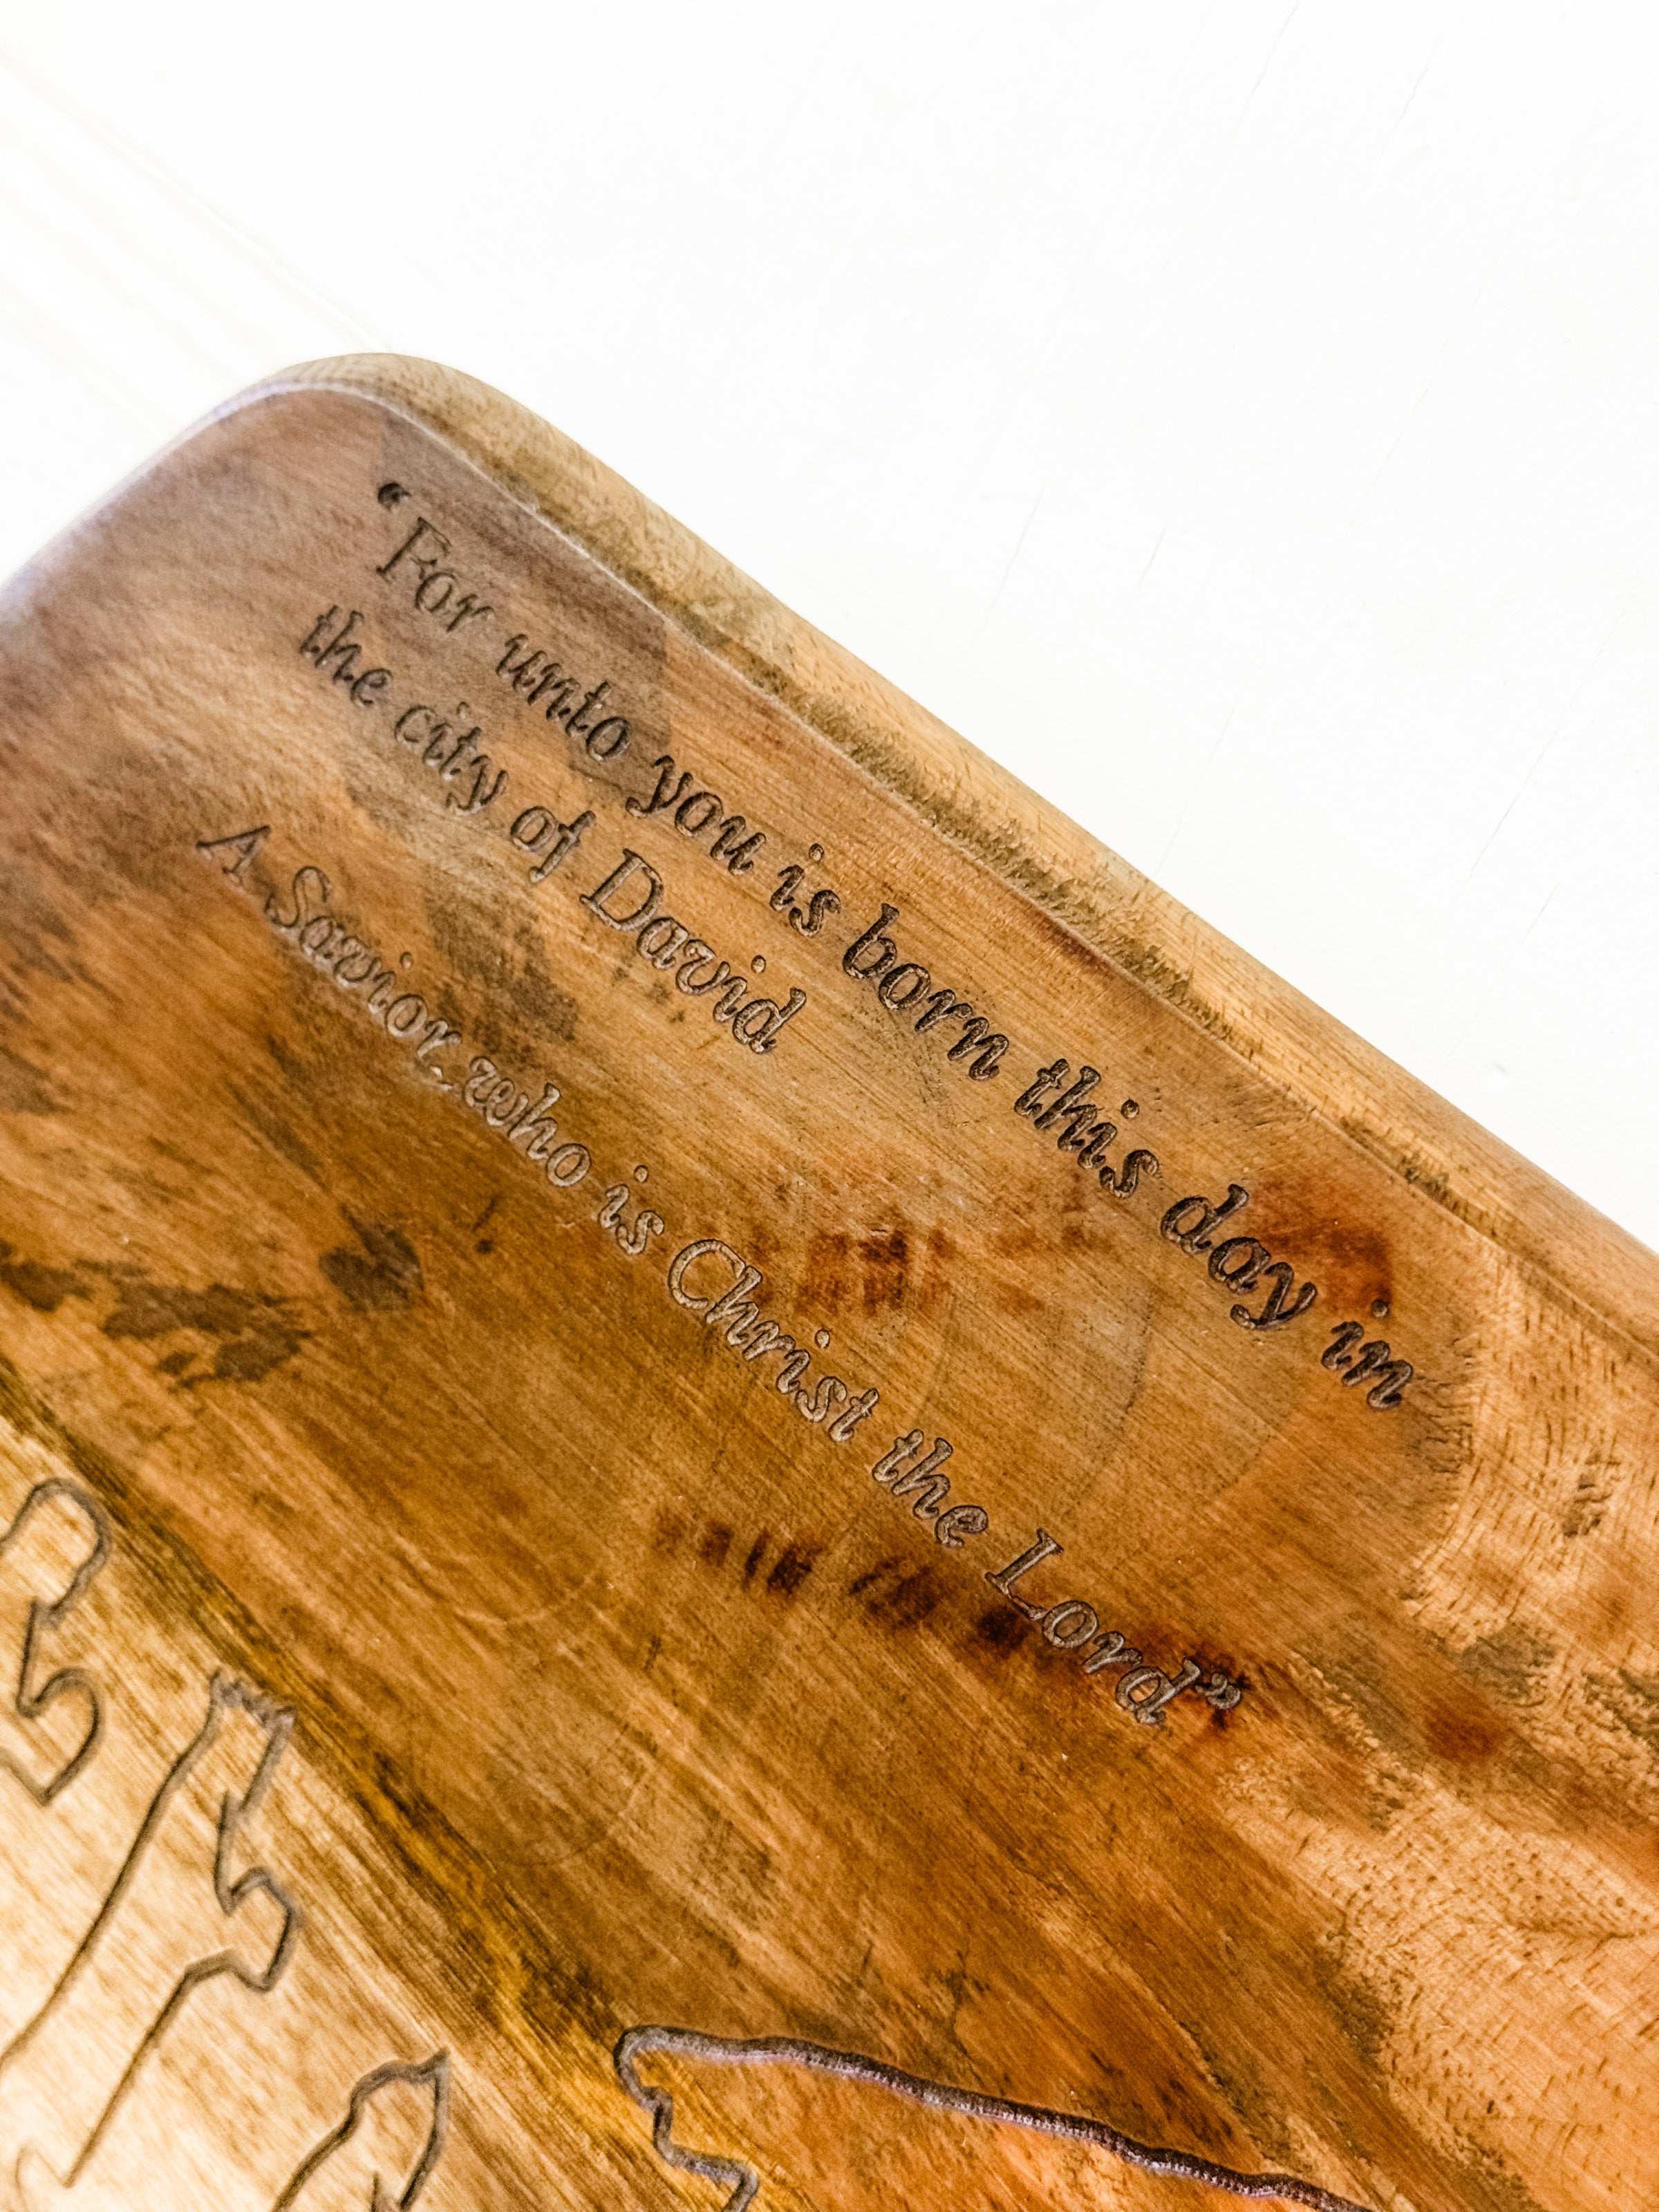 “For unto you is born this day in
the city of David
A Savior, who is Christ the Lord”